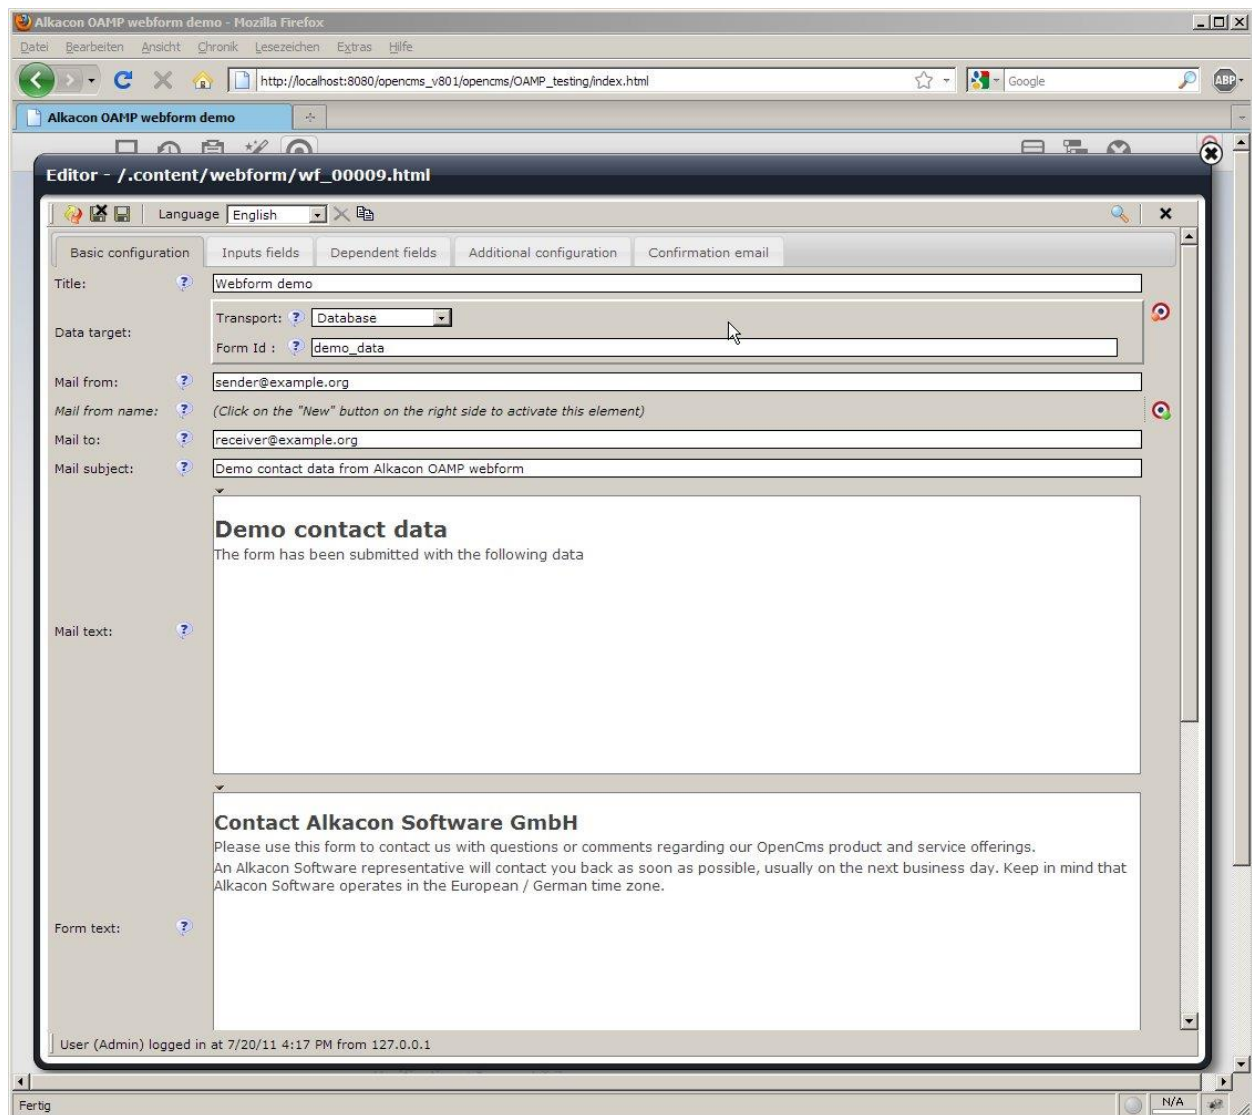 Alkacon OAMP webform demo - Mozilla Firefox
Datei Bearbeiten Ansicht Chronik Lesezeichen Extras Hilfe
http://localhost:8080/opencms_v801/opencms/OAMP_testing/index.html Google ABP
Alkacon OAMP webform demo
Editor - /.content/webform/wf_00009.html
Language English
Basic configuration Inputs fields Dependent fields Additional configuration Confirmation email
Title: Webform demo
Data target:
Transport: Database
Form Id : demo_data
Mail from: sender@example.org
Mail from name: (Click on the "New" button on the right side to activate this element)
Mail to: receiver@example.org
Mail subject: Demo contact data from Alkacon OAMP webform
Mail text:
Demo contact data
The form has been submitted with the following data
Form text:
Contact Alkacon Software GmbH
Please use this form to contact us with questions or comments regarding our OpenCms product and service offerings.
An Alkacon Software representative will contact you back as soon as possible, usually on the next business day. Keep in mind that
Alkacon Software operates in the European / German time zone.
User (Admin) logged in at 7/20/11 4:17 PM from 127.0.0.1
Fertig N/A